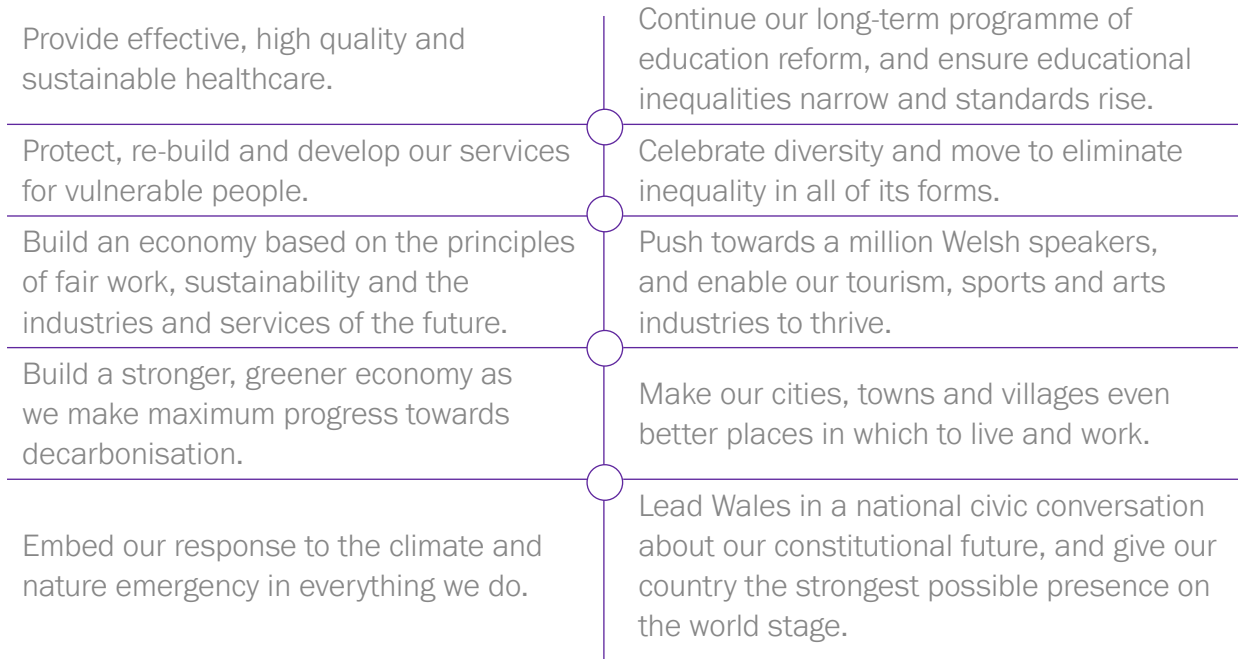 Provide effective, high quality and
sustainable healthcare.
Continue our long-term programme of
education reform, and ensure educational
inequalities narrow and standards rise.
Protect, re-build and develop our services
for vulnerable people.
Celebrate diversity and move to eliminate
inequality in all of its forms.
Build an economy based on the principles
of fair work, sustainability and the
industries and services of the future.
Push towards a million Welsh speakers,
and enable our tourism, sports and arts
industries to thrive.
Build a stronger, greener economy as
we make maximum progress towards
decarbonisation.
Make our cities, towns and villages even
better places in which to live and work.
Embed our response to the climate and
nature emergency in everything we do.
Lead Wales in a national civic conversation
about our constitutional future, and give our
country the strongest possible presence on
the world stage.